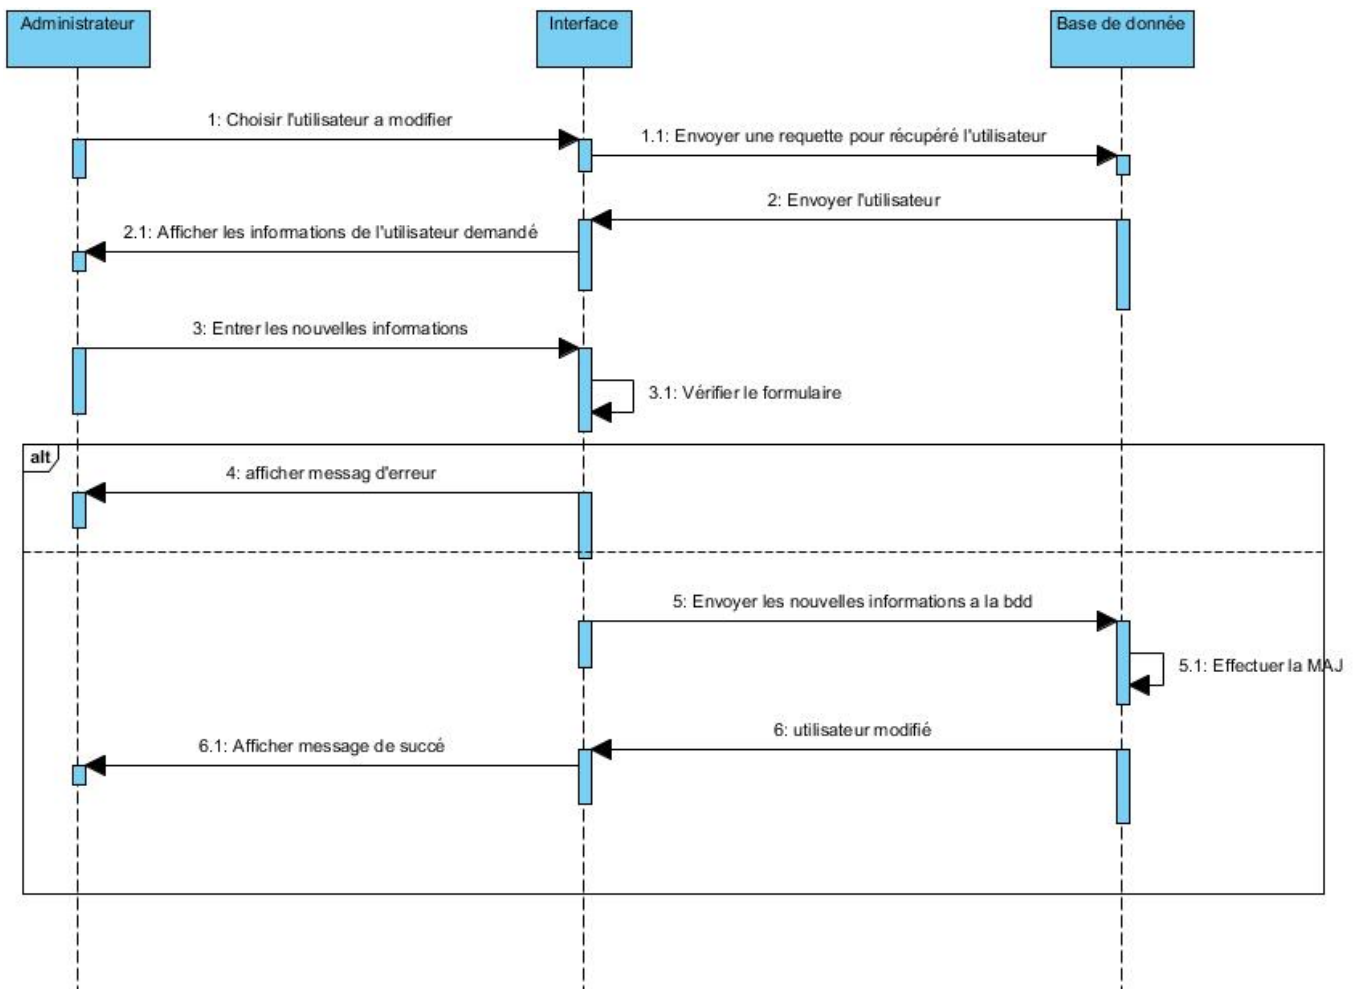 Administrateur
Interface
Base de donnée
1: Choisir l'utilisateur a modifier
1.1: Envoyer une requette pour récupéré l'utilisateur
2: Envoyer l'utilisateur
2.1: Afficher les informations de l'utilisateur demandé
3: Entrer les nouvelles informations
3.1: Vérifier le formulaire
alt
4: afficher messag d'erreur
5: Envoyer les nouvelles informations a la bdd
5.1: Effectuer la MAJ
6: utilisateur modifié
6.1: Afficher message de succé